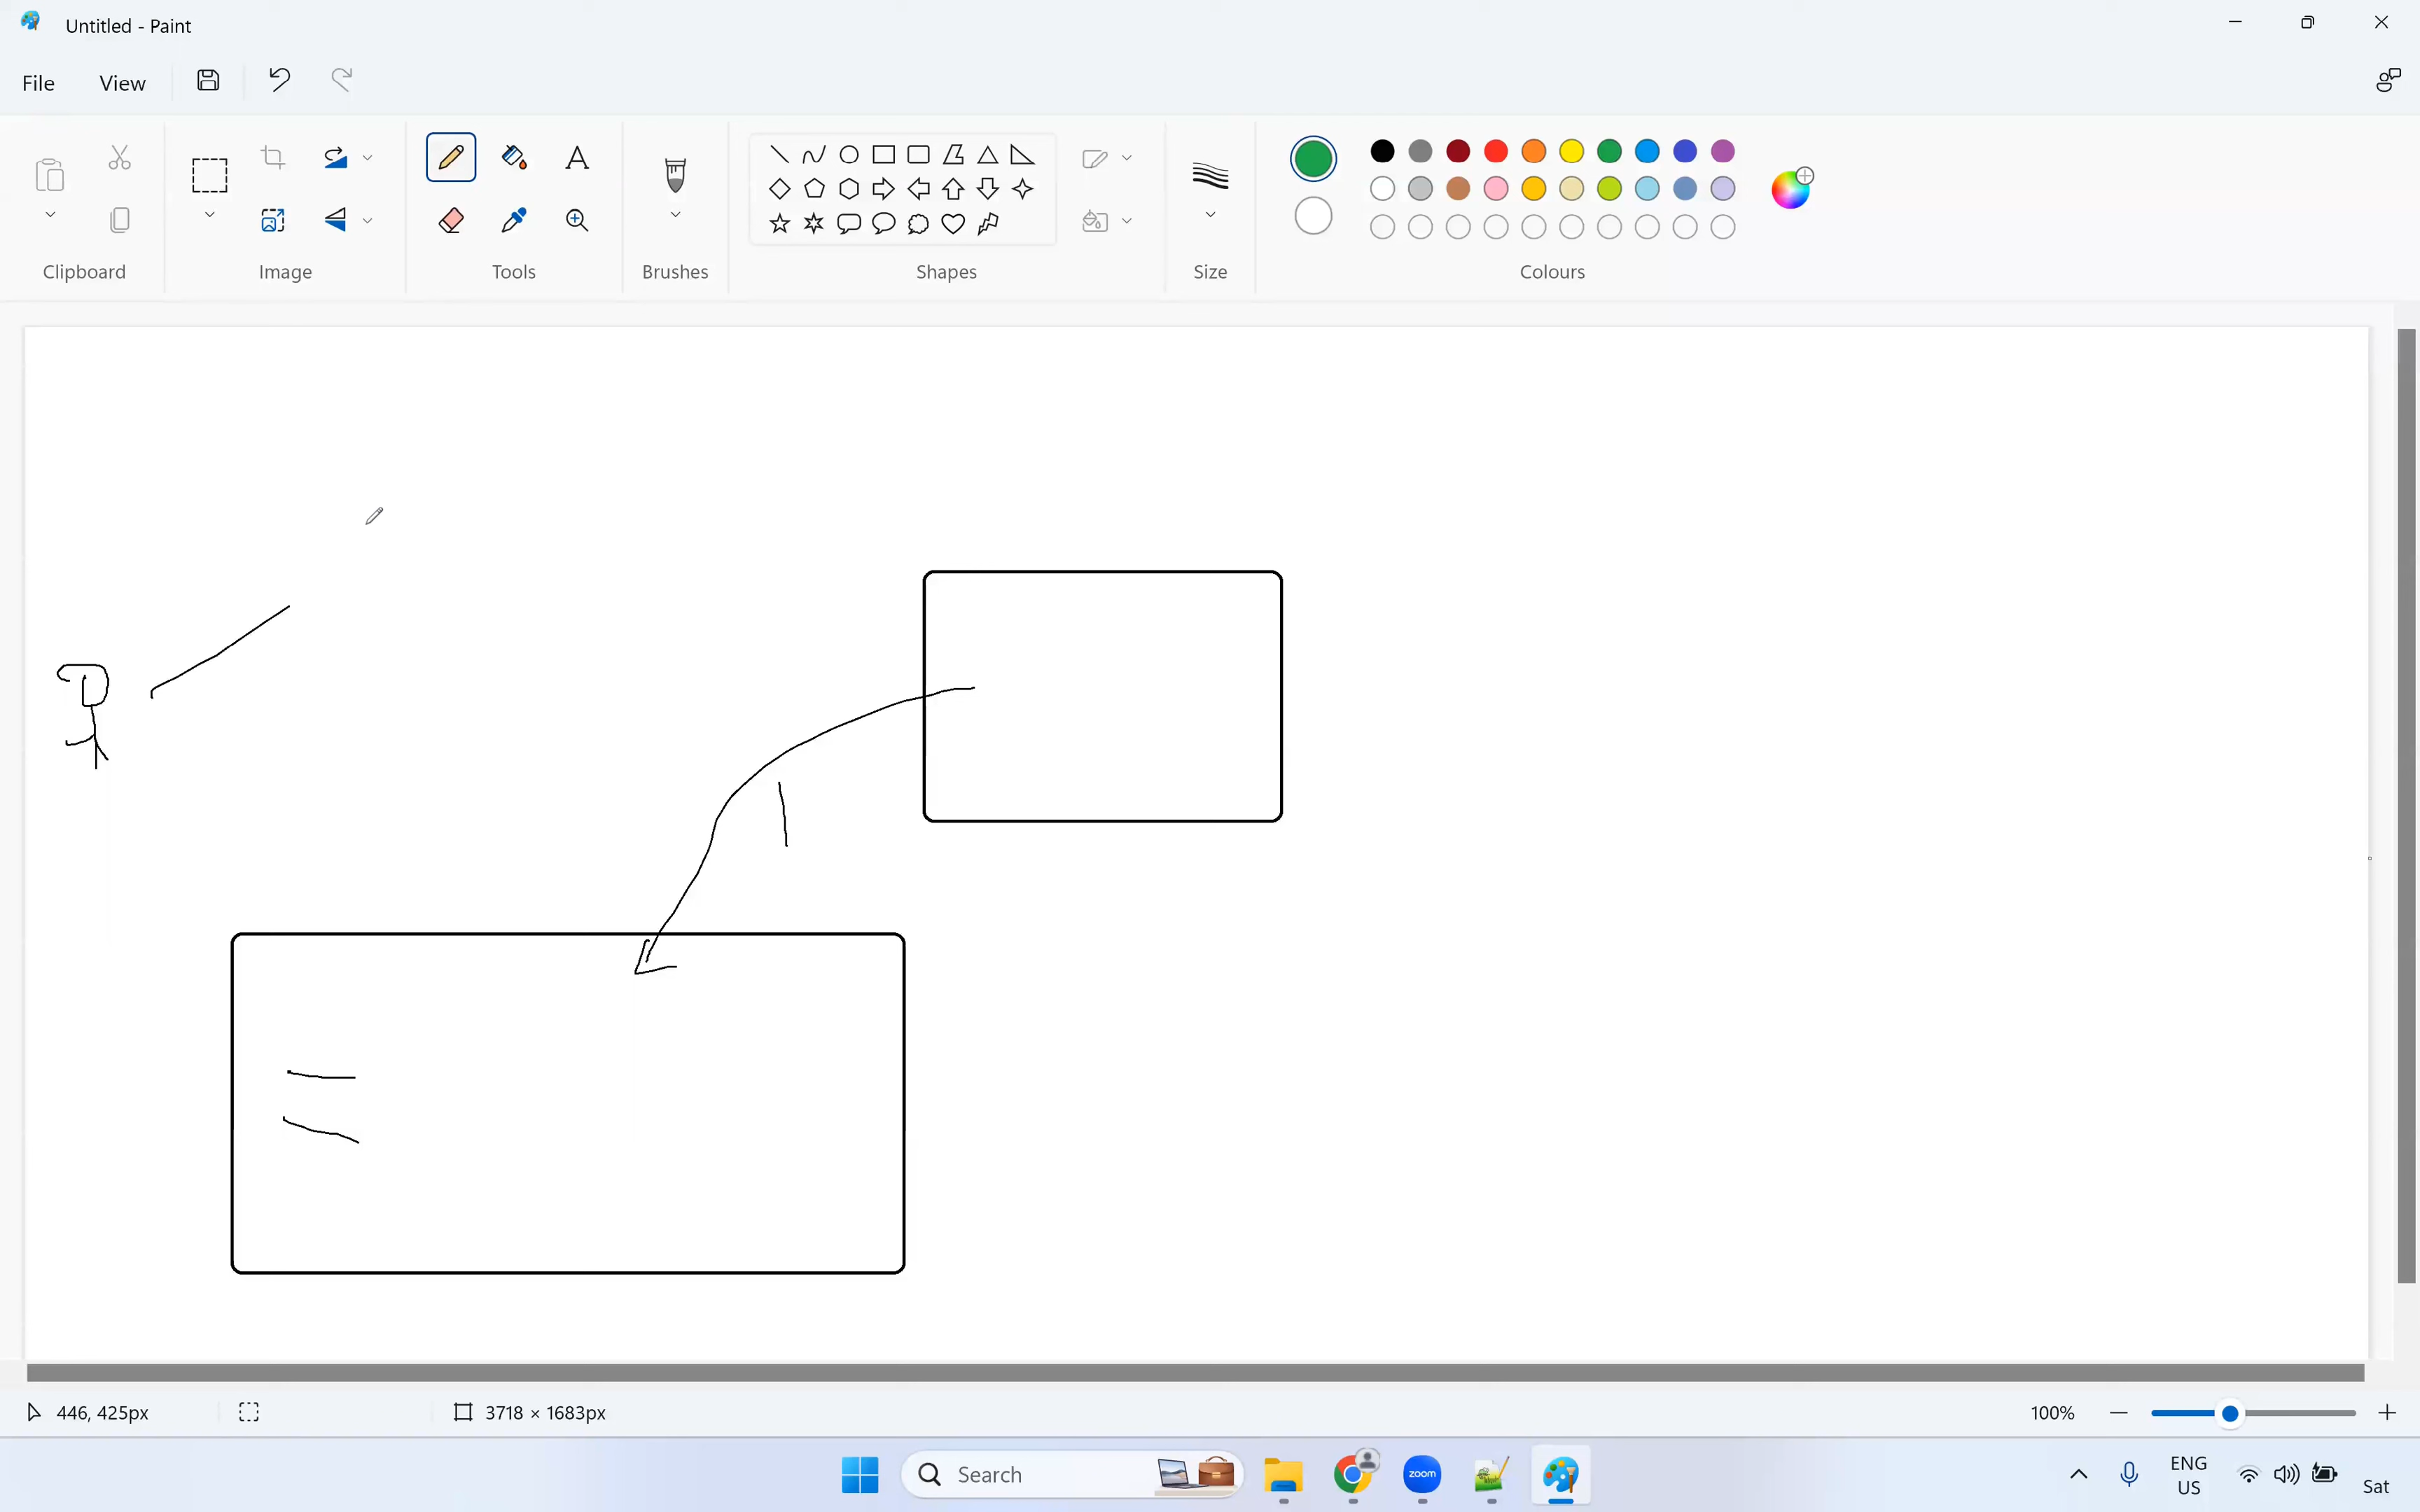 Untitled - Paint
File View
Clipboard Image Tools Brushes Shapes Size Colours
446, 425px 3718 × 1683px 100%
Search zoom ENG
US Sat